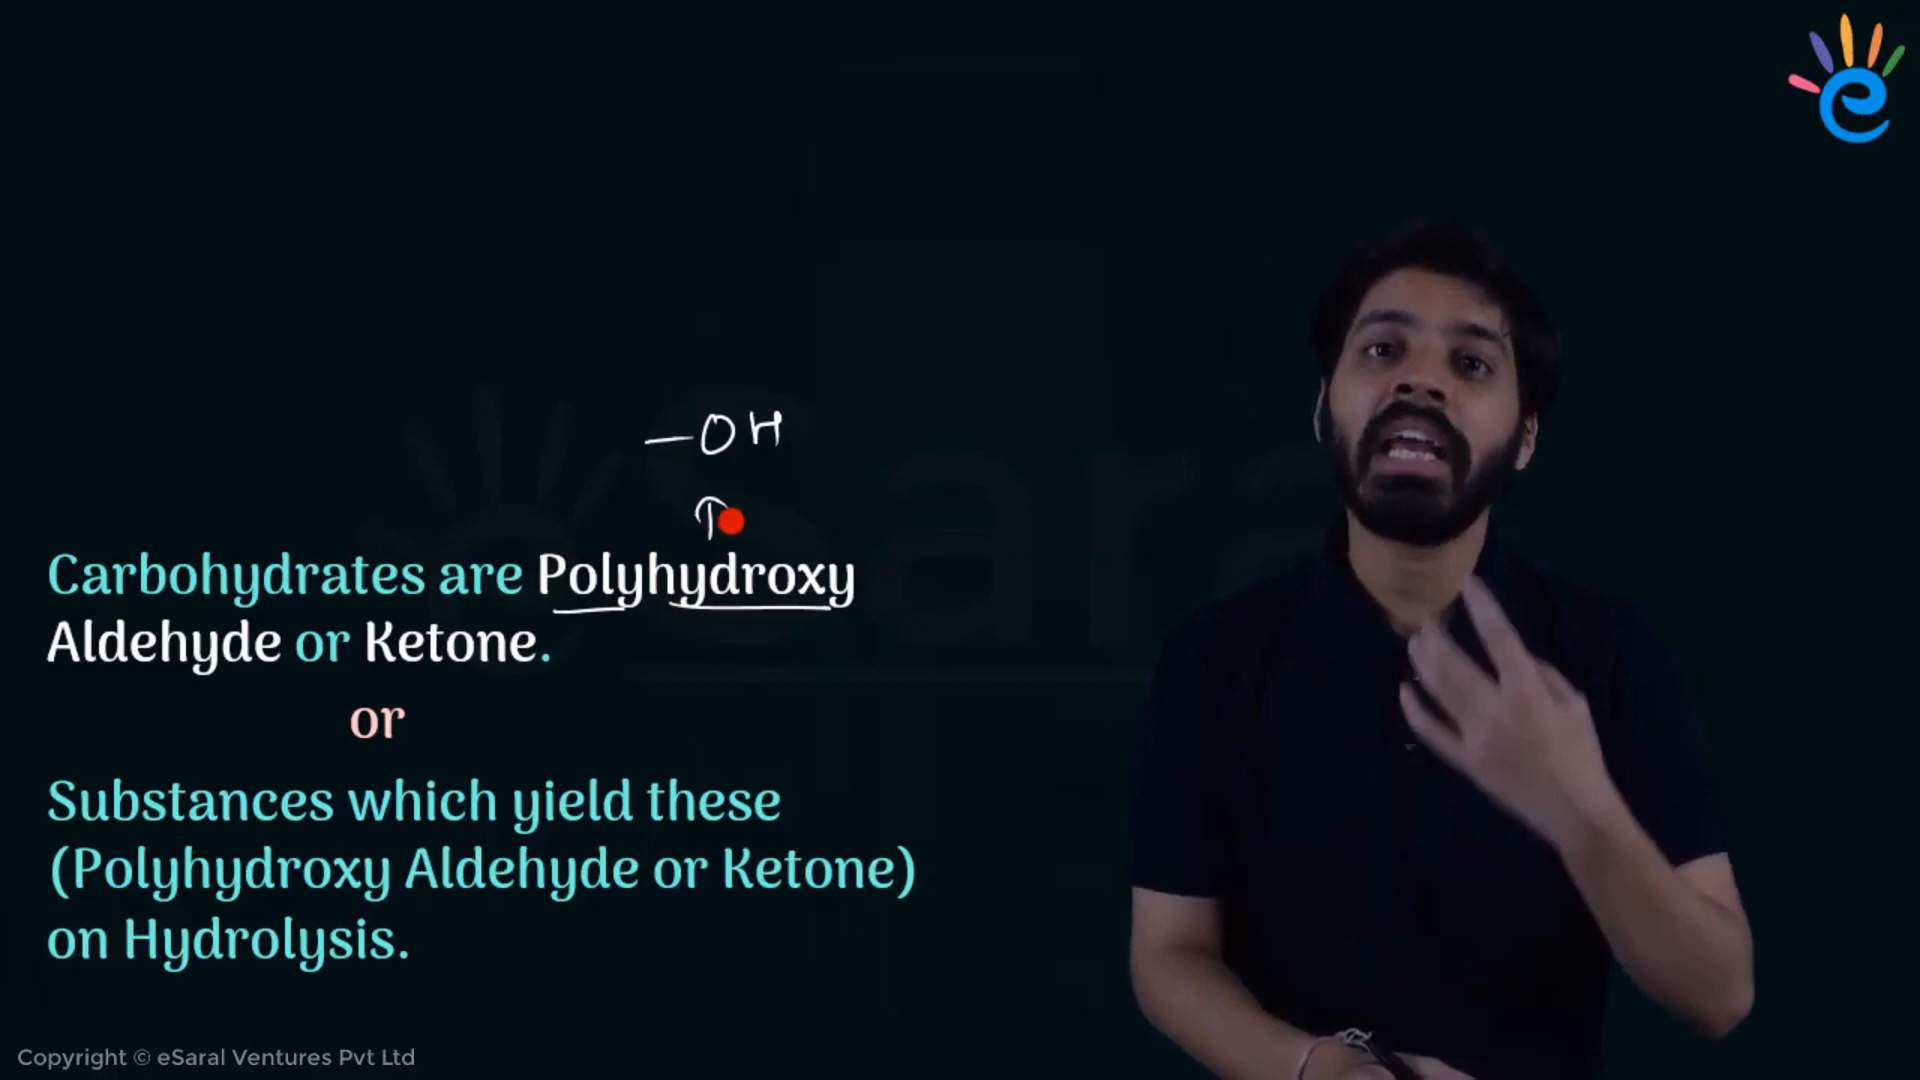 —OH
Carbohydrates are Polyhydroxy
Aldehyde or Ketone.
or
Substances which yield these
(Polyhydroxy Aldehyde or Ketone)
on Hydrolysis.
eSaral
Copyright © eSaral Ventures Pvt Ltd